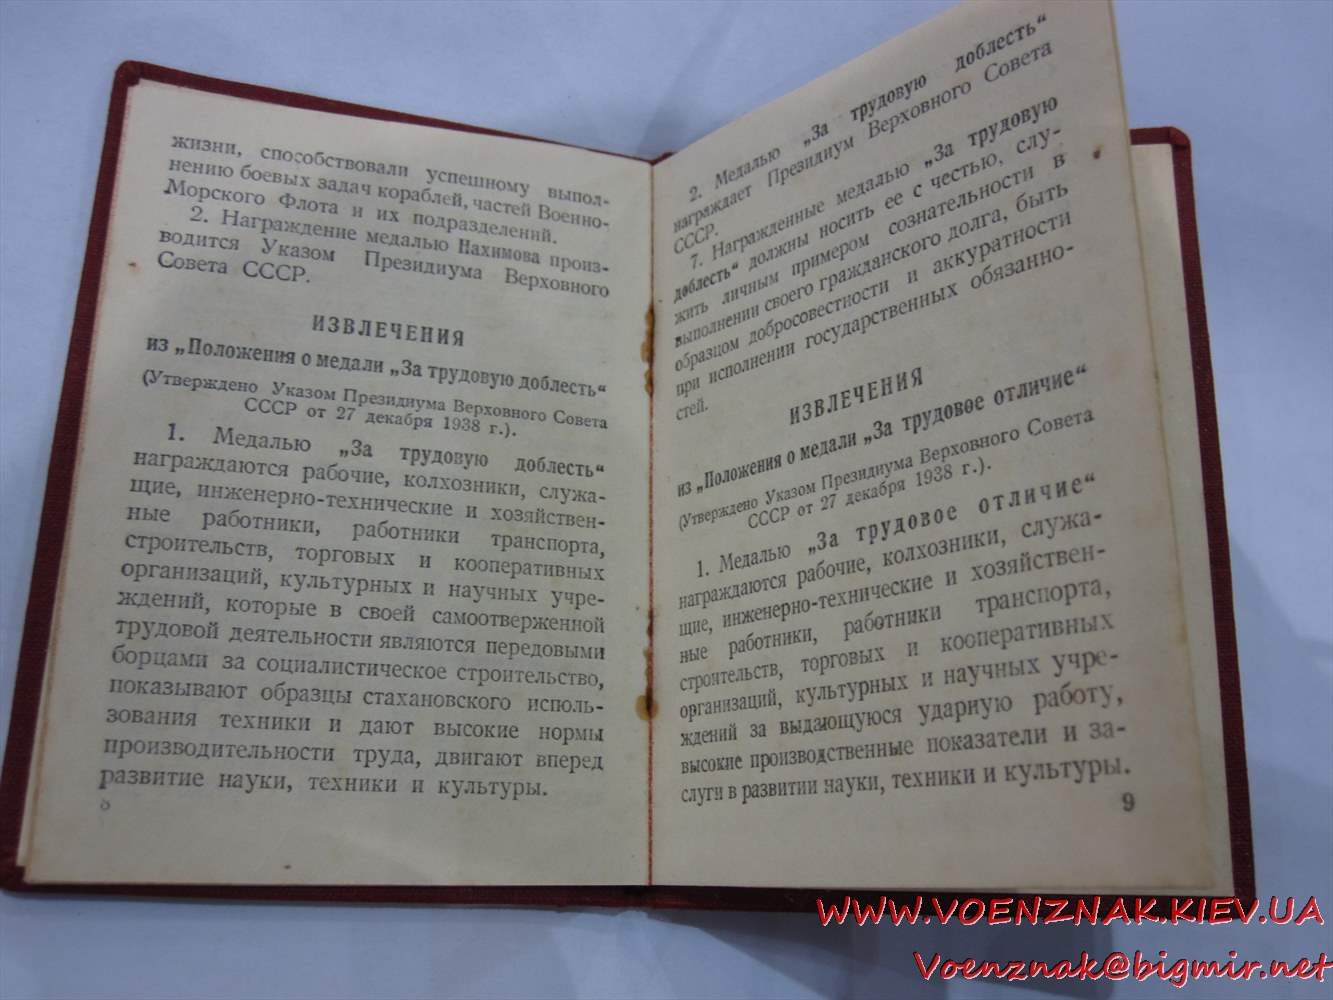 жизни, способствовали успешному выпол-
нению боевых задач кораблей, частей Военно-
Морского Флота и их подразделений.
2. Награждение медалью Нахимова произ-
водится Указом Президиума Верховного
Совета СССР.
ИЗВЛЕЧЕНИЯ
из „Положения о медали „За трудовую доблесть“
(Утверждено Указом Президиума Верховного Совета
СССР от 27 декабря 1938 г.).
1. Медалью „За трудовую доблесть“
награждаются рабочие, колхозники, служа-
щие, инженерно-технические и хозяйствен-
ные работники, работники транспорта,
строительств, торговых и кооперативных
организаций, культурных и научных учре-
ждений, которые в своей самоотверженной
трудовой деятельности являются передовыми
борцами за социалистическое строительство,
показывают образцы стахановского исполь-
зования техники и дают высокие нормы
производительности труда, двигают вперед
развитие науки, техники и культуры.
8
2. Медалью „За трудовую доблесть“
награждает Президиум Верховного Совета
СССР.
7. Награжденные медалью „За трудовую
доблесть“ должны носить ее с честью, слу-
жить личным примером сознательности в
выполнении своего гражданского долга, быть
образцом добросовестности и аккуратности
при исполнении государственных обязанно-
стей.
ИЗВЛЕЧЕНИЯ
из „Положения о медали „За трудовое отличие“
(Утверждено Указом Президиума Верховного Совета
СССР от 27 декабря 1938 г.).
1. Медалью „За трудовое отличие“
награждаются рабочие, колхозники, служа-
щие, инженерно-технические и хозяйствен-
ные работники, работники транспорта,
строительств, торговых и кооперативных
организаций, культурных и научных учре-
ждений за выдающуюся ударную работу,
высокие производственные показатели и за-
слуги в развитии науки, техники и культуры.
9
WWW.VOENZNAK.KIEV.UA
Voenznak@bigmir.net